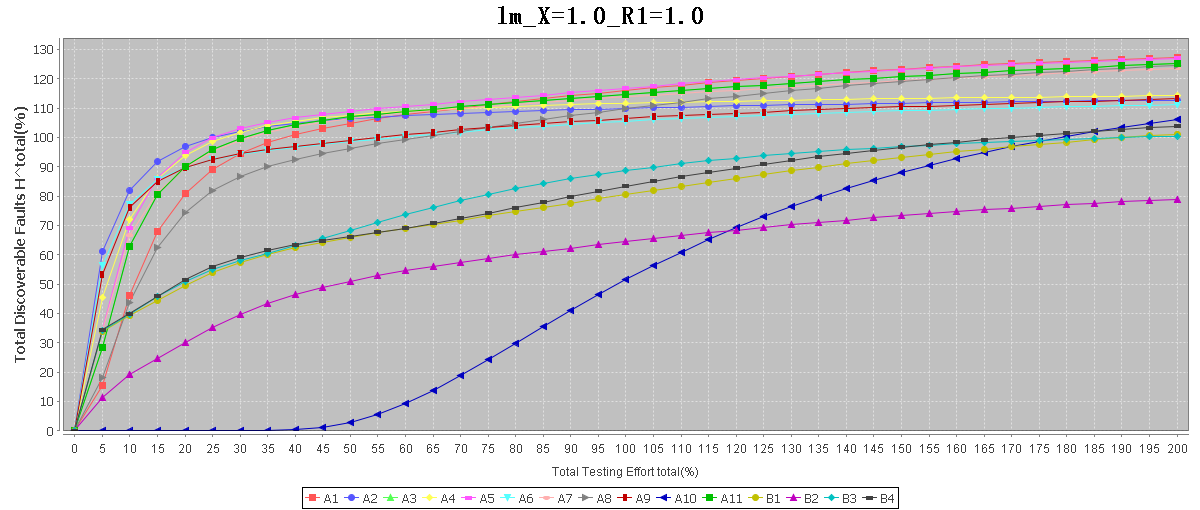 lm_X=1.0_R1=1.0
Total Discoverable Faults H^total(%)
130
120
110
100
90
80
70
60
50
40
30
20
10
0
0 5 10 15 20 25 30 35 40 45 50 55 60 65 70 75 80 85 90 95 100 105 110 115 120 125 130 135 140 145 150 155 160 165 170 175 180 185 190 195 200
Total Testing Effort total(%)
A1 A2 A3 A4 A5 A6 A7 A8 A9 A10 A11 B1 B2 B3 B4